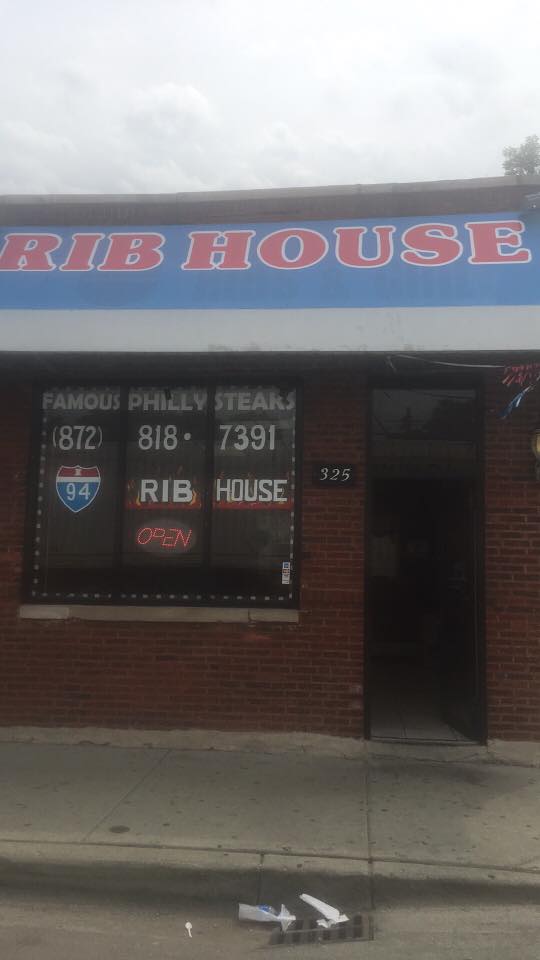 RIB HOUSE
FAMOUS PHILLY STEAKS
(872) 818 • 7391
94
RIB HOUSE
325
OPEN